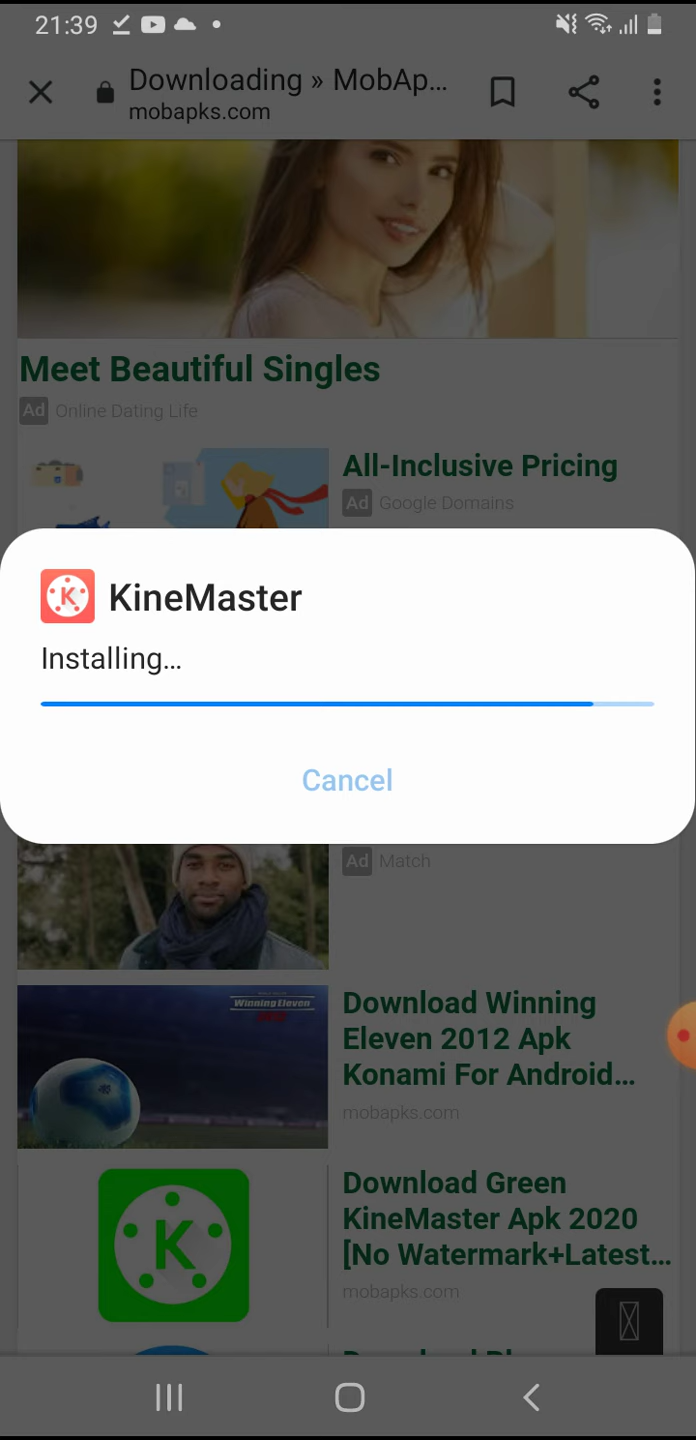 21:39
Downloading » MobAp...
mobapks.com
Meet Beautiful Singles
Ad Online Dating Life
All-Inclusive Pricing
Ad Google Domains
K KineMaster
Installing...
Cancel
Ad Match
Winning Eleven
Download Winning
Eleven 2012 Apk
Konami For Android...
mobapks.com
K
Download Green
KineMaster Apk 2020
[No Watermark+Latest...
mobapks.com